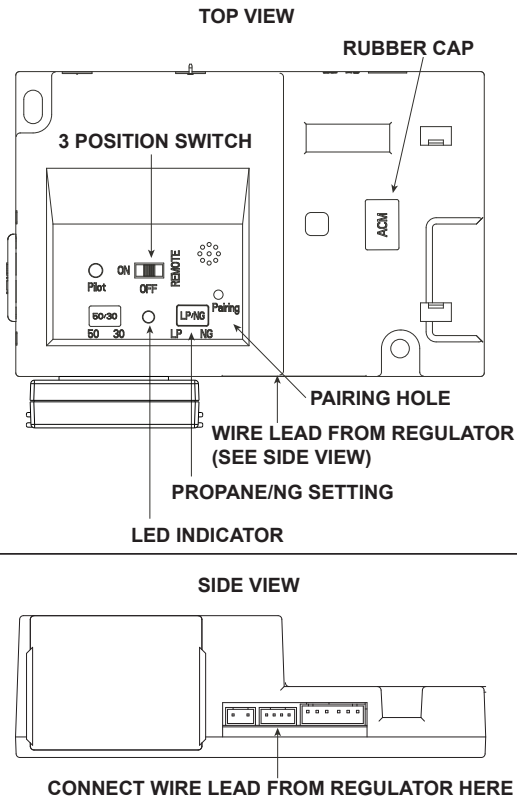 TOP VIEW
RUBBER CAP
3 POSITION SWITCH
ACM
ON
REMOTE
Pilot
OFF
50/30
LP/NG
Pairing
50 30
LP NG
PAIRING HOLE
WIRE LEAD FROM REGULATOR
(SEE SIDE VIEW)
PROPANE/NG SETTING
LED INDICATOR
SIDE VIEW
CONNECT WIRE LEAD FROM REGULATOR HERE